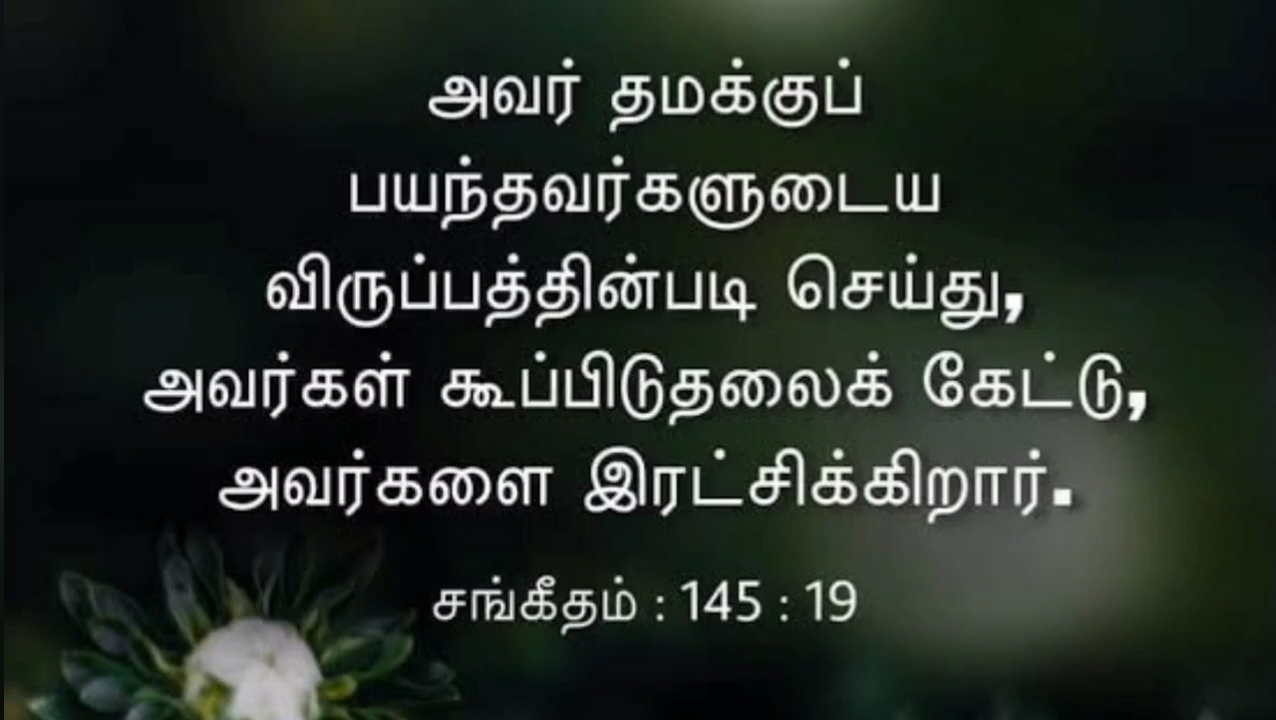 அவர் தமக்குப்
பயந்தவர்களுடைய
விருப்பத்தின்படி செய்து,
அவர்கள் கூப்பிடுதலைக் கேட்டு,
அவர்களை இரட்சிக்கிறார்.
சங்கீதம் : 145 : 19